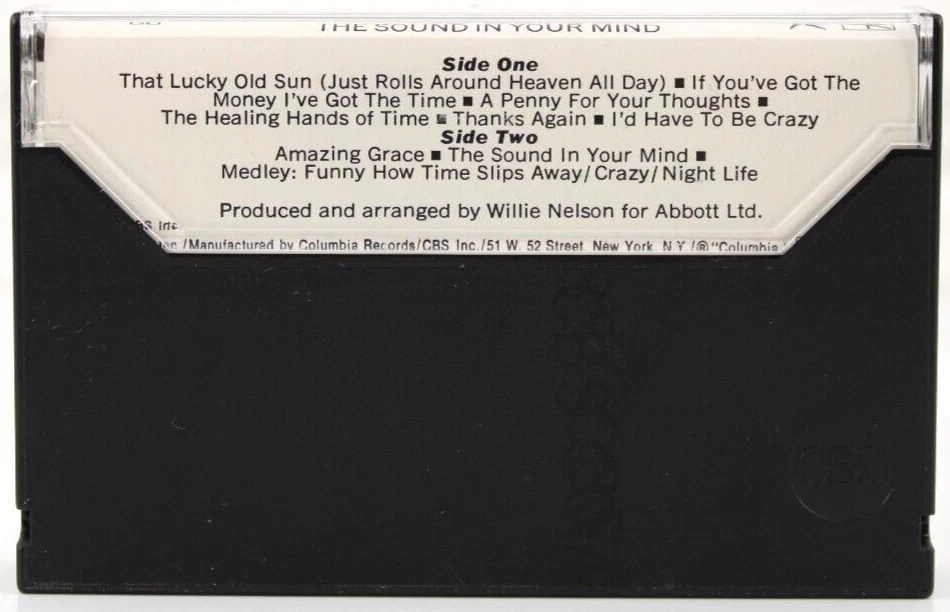 THE SOUND IN YOUR MIND
Side One
That Lucky Old Sun (Just Rolls Around Heaven All Day) ■ If You've Got The
Money I've Got The Time ■ A Penny For Your Thoughts ■
The Healing Hands of Time ■ Thanks Again ■ I'd Have To Be Crazy
Side Two
Amazing Grace ■ The Sound In Your Mind ■
Medley: Funny How Time Slips Away/Crazy/Night Life
Produced and arranged by Willie Nelson for Abbott Ltd.
Inc.
/Manufactured by Columbia Records/CBS Inc./51 W. 52 Street, New York, N.Y./® "Columbia,
CBS